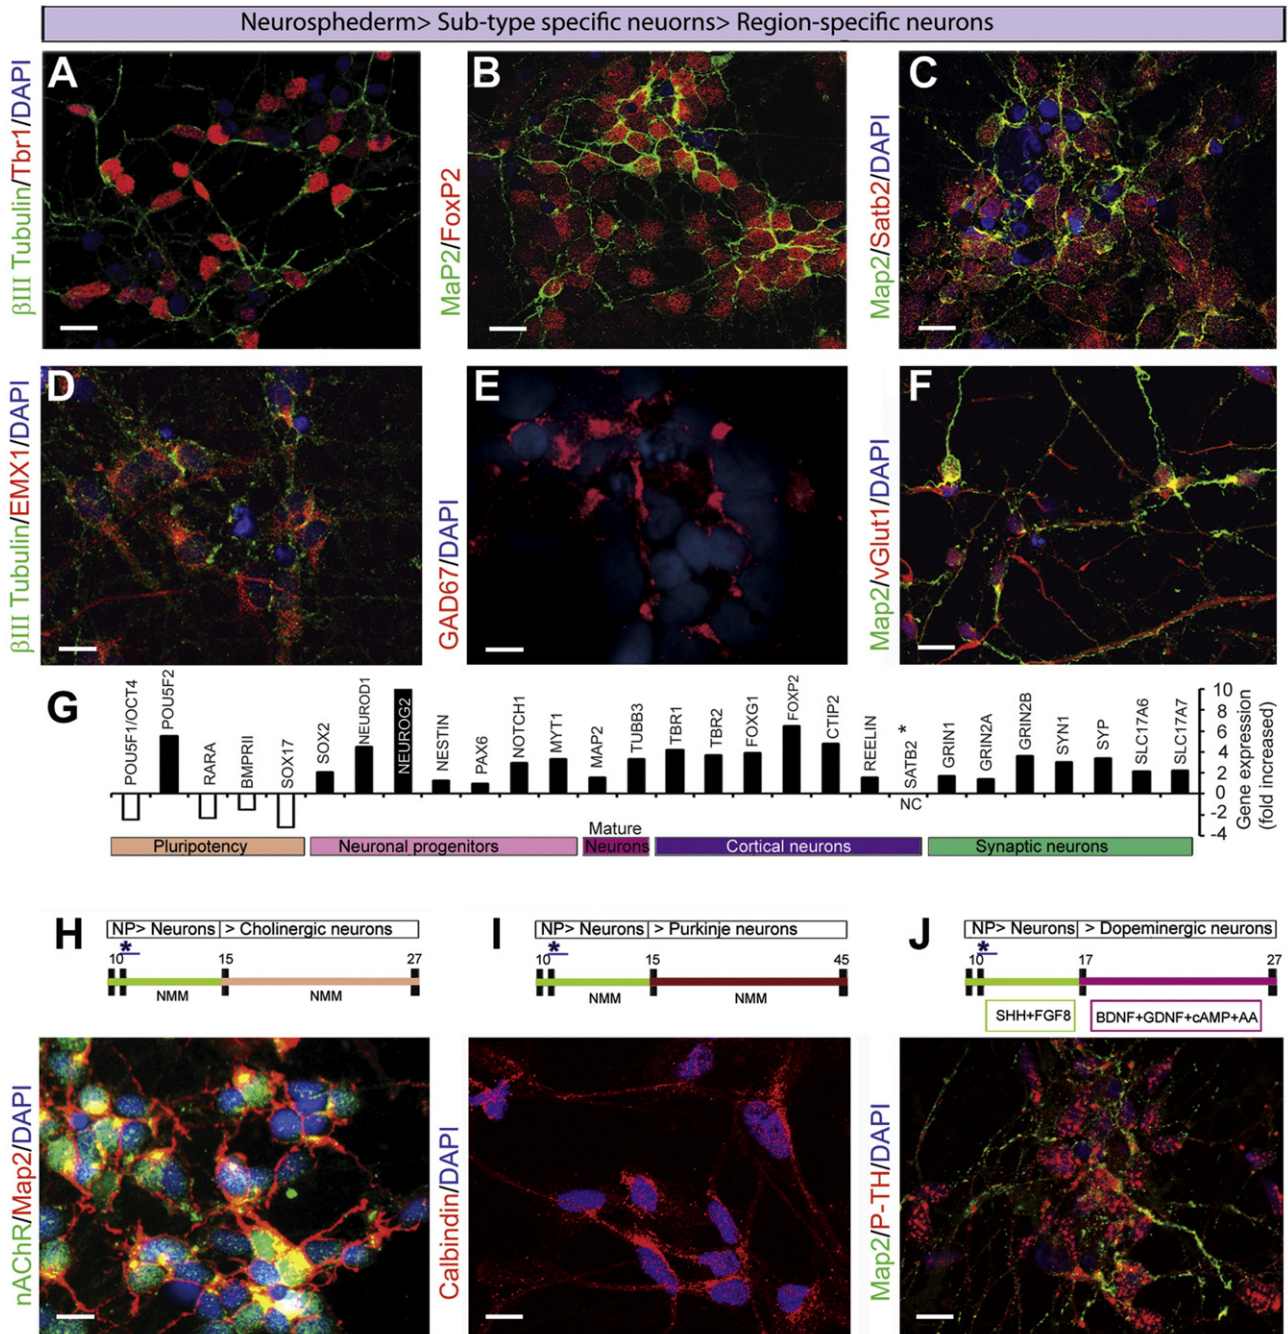 Neurosphederm> Sub-type specific neuorns> Region-specific neurons
A
βIII Tubulin/Tbr1/DAPI
B
MaP2/FoxP2
C
Map2/Satb2/DAPI
D
βIII Tubulin/EMX1/DAPI
E
GAD67/DAPI
F
Map2/vGlut1/DAPI
G
POU5F1/OCT4
POU5F2
RARA
BMPRII
SOX17
SOX2
NEUROD1
NEUROG2
NESTIN
PAX6
NOTCH1
MYT1
MAP2
TUBB3
TBR1
TBR2
FOXG1
FOXP2
CTIP2
REELIN
SATB2 *
NC
GRIN1
GRIN2A
GRIN2B
SYN1
SYP
SLC17A6
SLC17A7
10
8
6
4
2
0
-2
-4
Gene expression
(fold increased)
Pluripotency
Neuronal progenitors
Mature
Neurons
Cortical neurons
Synaptic neurons
H
NP> Neurons > Cholinergic neurons
*
10 15 27
NMM NMM
nAChR/Map2/DAPI
I
NP> Neurons > Purkinje neurons
*
10 15 45
NMM NMM
Calbindin/DAPI
J
NP> Neurons > Dopeminergic neurons
*
10 17 27
SHH+FGF8 BDNF+GDNF+cAMP+AA
Map2/P-TH/DAPI